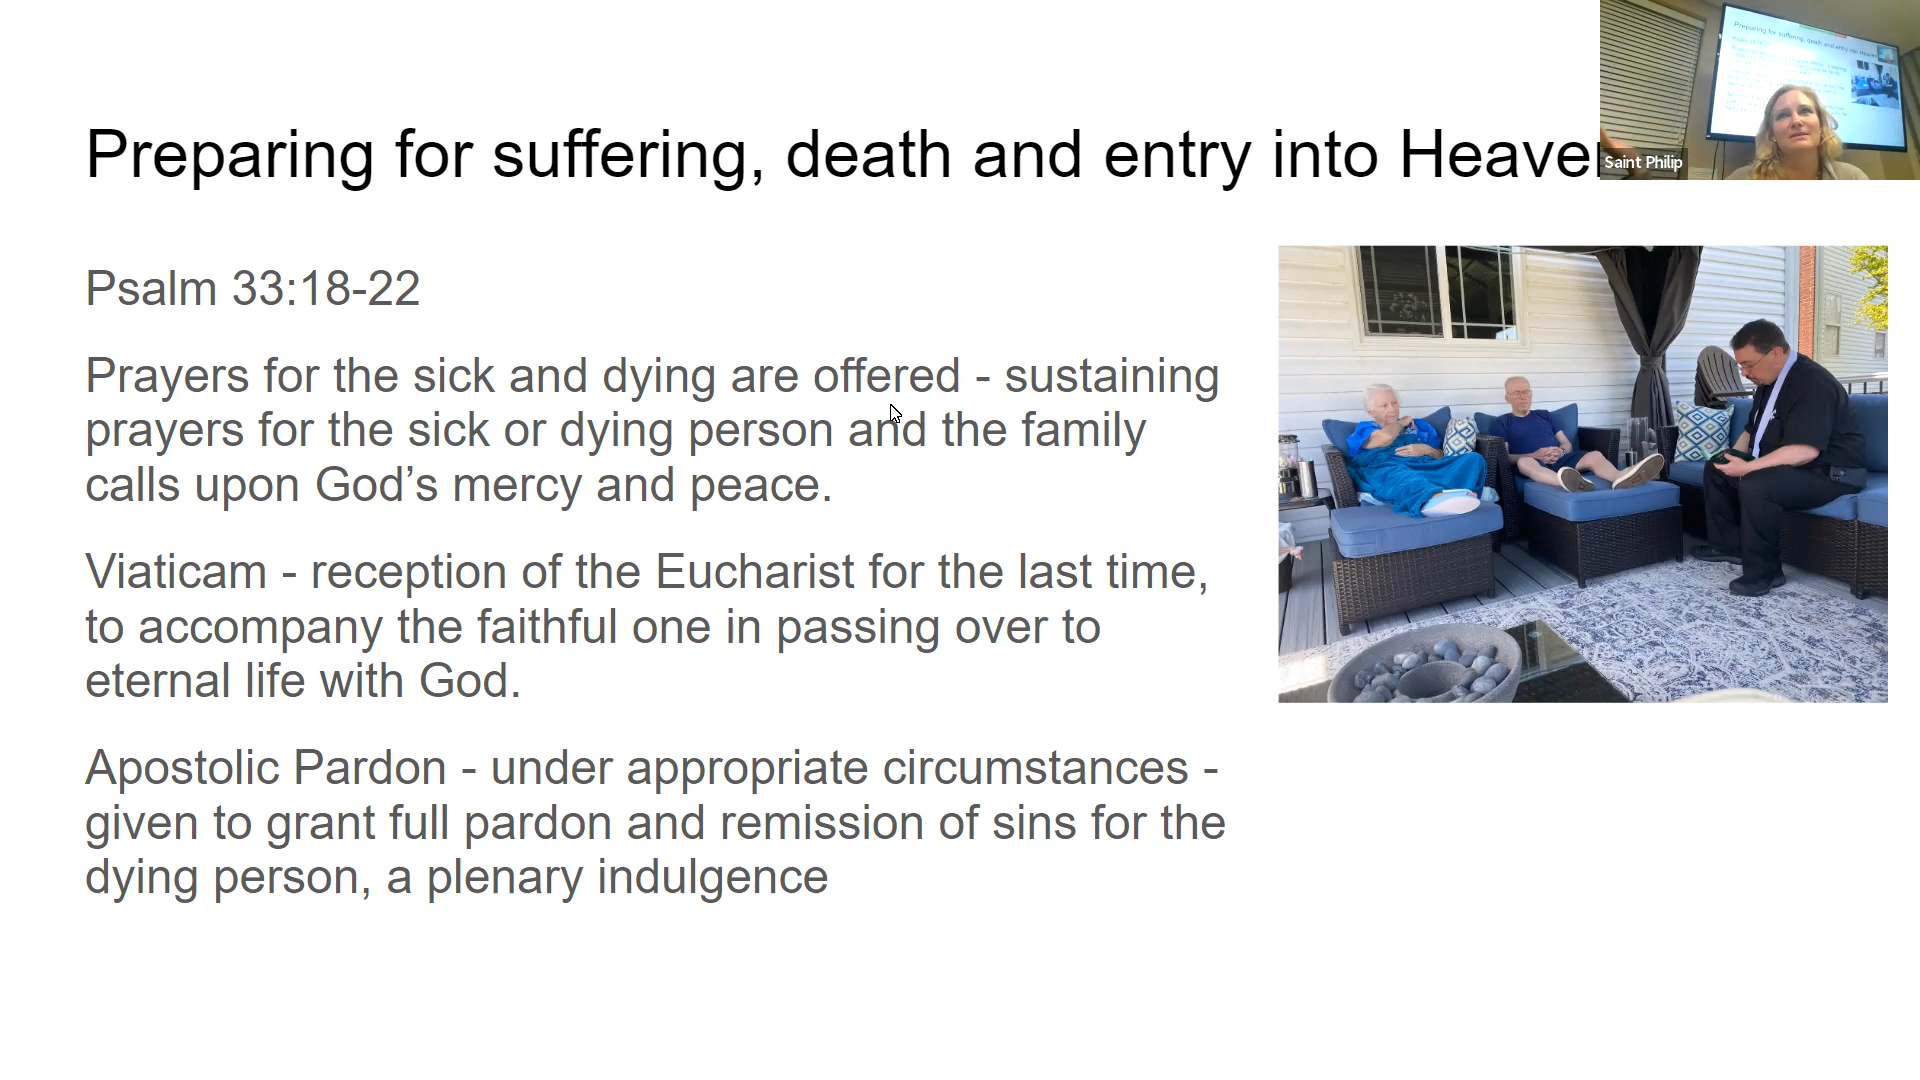 Preparing for suffering, death and entry into Heaven
Saint Philip
Psalm 33:18-22
Prayers for the sick and dying are offered - sustaining
prayers for the sick or dying person and the family
calls upon God’s mercy and peace.
Viaticam - reception of the Eucharist for the last time,
to accompany the faithful one in passing over to
eternal life with God.
Apostolic Pardon - under appropriate circumstances -
given to grant full pardon and remission of sins for the
dying person, a plenary indulgence